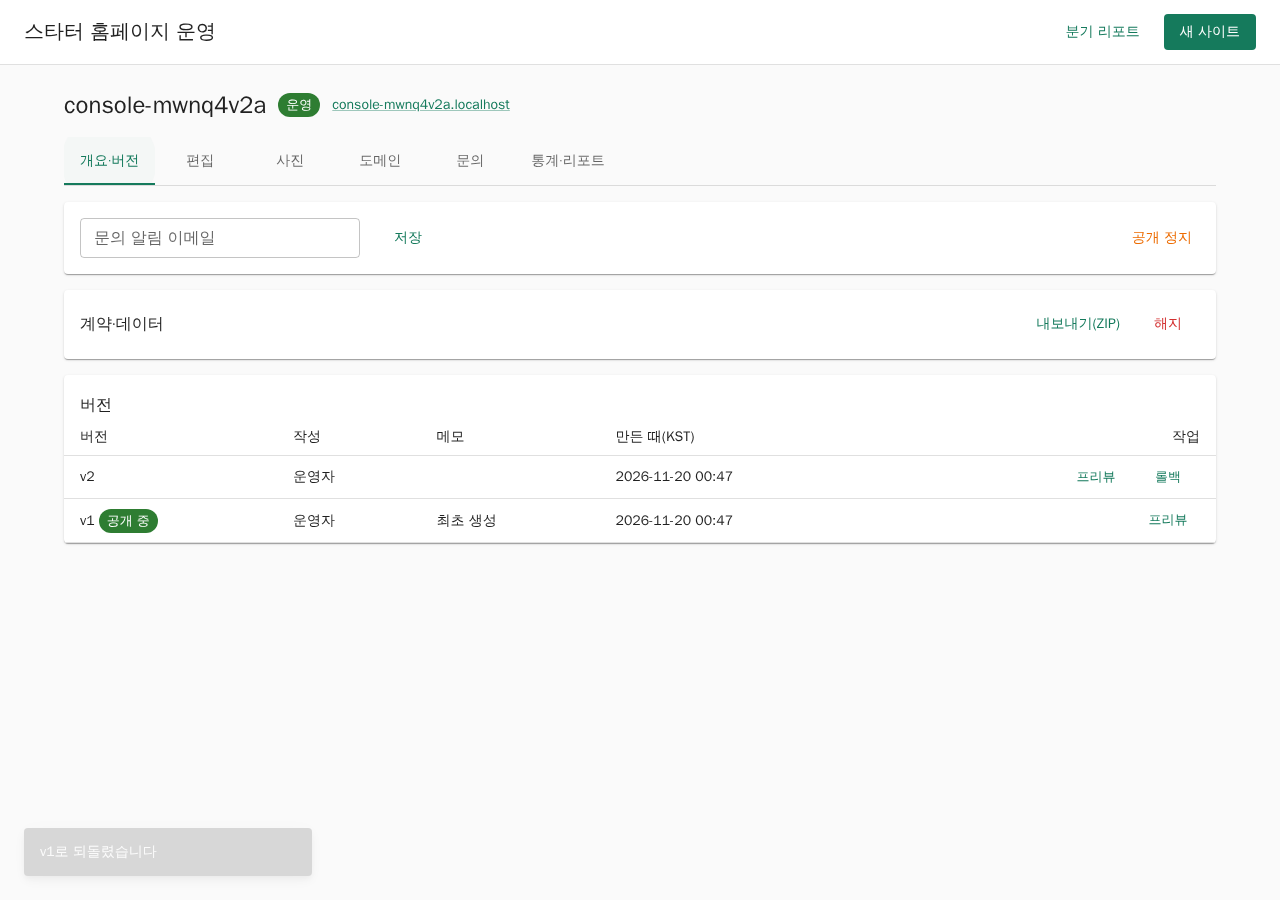 스타터 홈페이지 운영
분기 리포트
새 사이트
console-mwnq4v2a 운영 console-mwnq4v2a.localhost
개요·버전 편집 사진 도메인 문의 통계·리포트
문의 알림 이메일 저장 공개 정지
계약·데이터 내보내기(ZIP) 해지
버전
버전 작성 메모 만든 때(KST) 작업
v2 운영자 2026-11-20 00:47 프리뷰 롤백
v1 공개 중 운영자 최초 생성 2026-11-20 00:47 프리뷰
v1로 되돌렸습니다